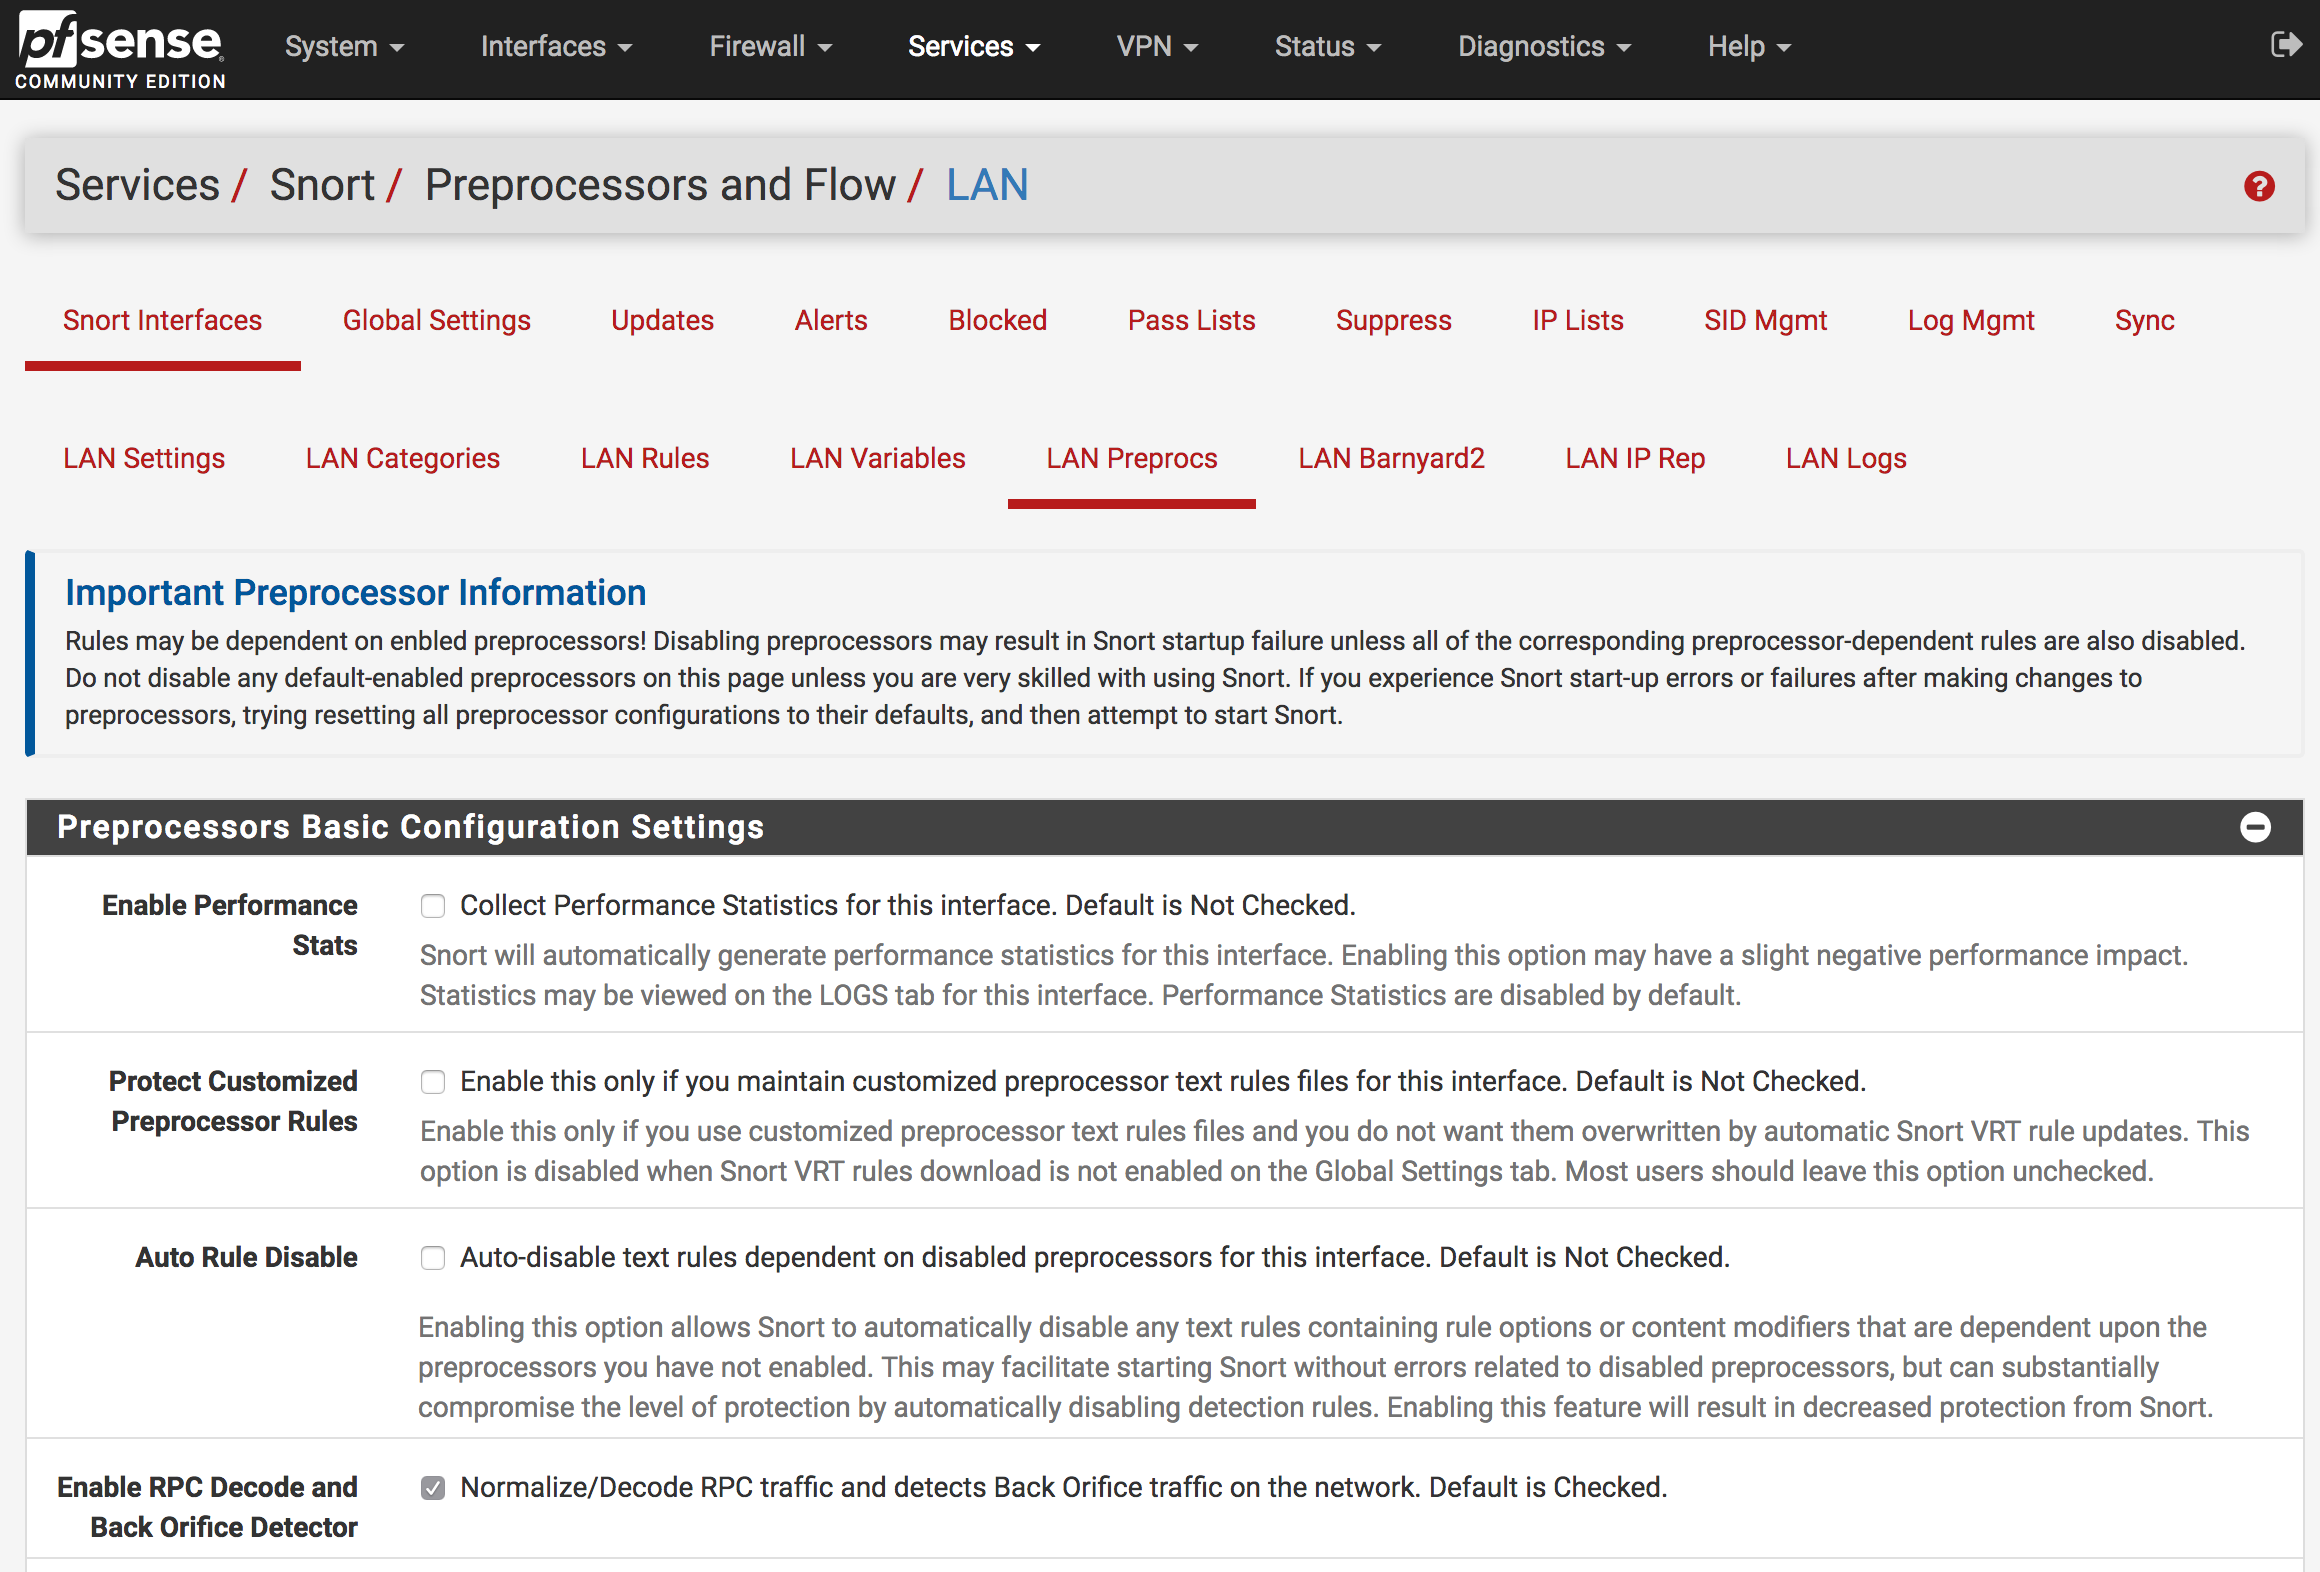 pfsense
COMMUNITY EDITION
System
Interfaces
Firewall
Services
VPN
Status
Diagnostics
Help
Services / Snort / Preprocessors and Flow / LAN
Snort Interfaces
Global Settings
Updates
Alerts
Blocked
Pass Lists
Suppress
IP Lists
SID Mgmt
Log Mgmt
Sync
LAN Settings
LAN Categories
LAN Rules
LAN Variables
LAN Preprocs
LAN Barnyard2
LAN IP Rep
LAN Logs
Important Preprocessor Information
Rules may be dependent on enbled preprocessors! Disabling preprocessors may result in Snort startup failure unless all of the corresponding preprocessor-dependent rules are also disabled.
Do not disable any default-enabled preprocessors on this page unless you are very skilled with using Snort. If you experience Snort start-up errors or failures after making changes to
preprocessors, trying resetting all preprocessor configurations to their defaults, and then attempt to start Snort.
Preprocessors Basic Configuration Settings
Enable Performance
Stats
Collect Performance Statistics for this interface. Default is Not Checked.
Snort will automatically generate performance statistics for this interface. Enabling this option may have a slight negative performance impact.
Statistics may be viewed on the LOGS tab for this interface. Performance Statistics are disabled by default.
Protect Customized
Preprocessor Rules
Enable this only if you maintain customized preprocessor text rules files for this interface. Default is Not Checked.
Enable this only if you use customized preprocessor text rules files and you do not want them overwritten by automatic Snort VRT rule updates. This
option is disabled when Snort VRT rules download is not enabled on the Global Settings tab. Most users should leave this option unchecked.
Auto Rule Disable
Auto-disable text rules dependent on disabled preprocessors for this interface. Default is Not Checked.
Enabling this option allows Snort to automatically disable any text rules containing rule options or content modifiers that are dependent upon the
preprocessors you have not enabled. This may facilitate starting Snort without errors related to disabled preprocessors, but can substantially
compromise the level of protection by automatically disabling detection rules. Enabling this feature will result in decreased protection from Snort.
Enable RPC Decode and
Back Orifice Detector
Normalize/Decode RPC traffic and detects Back Orifice traffic on the network. Default is Checked.